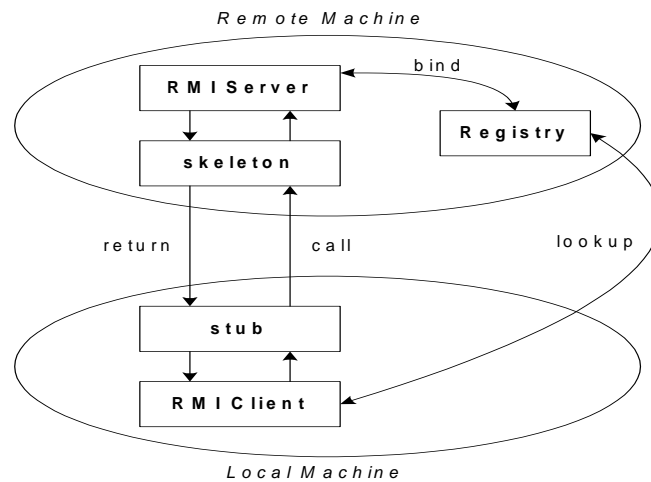 Remote Machine
bind
RMIServer
Registry
skeleton
return
call
lookup
stub
RMIClient
Local Machine